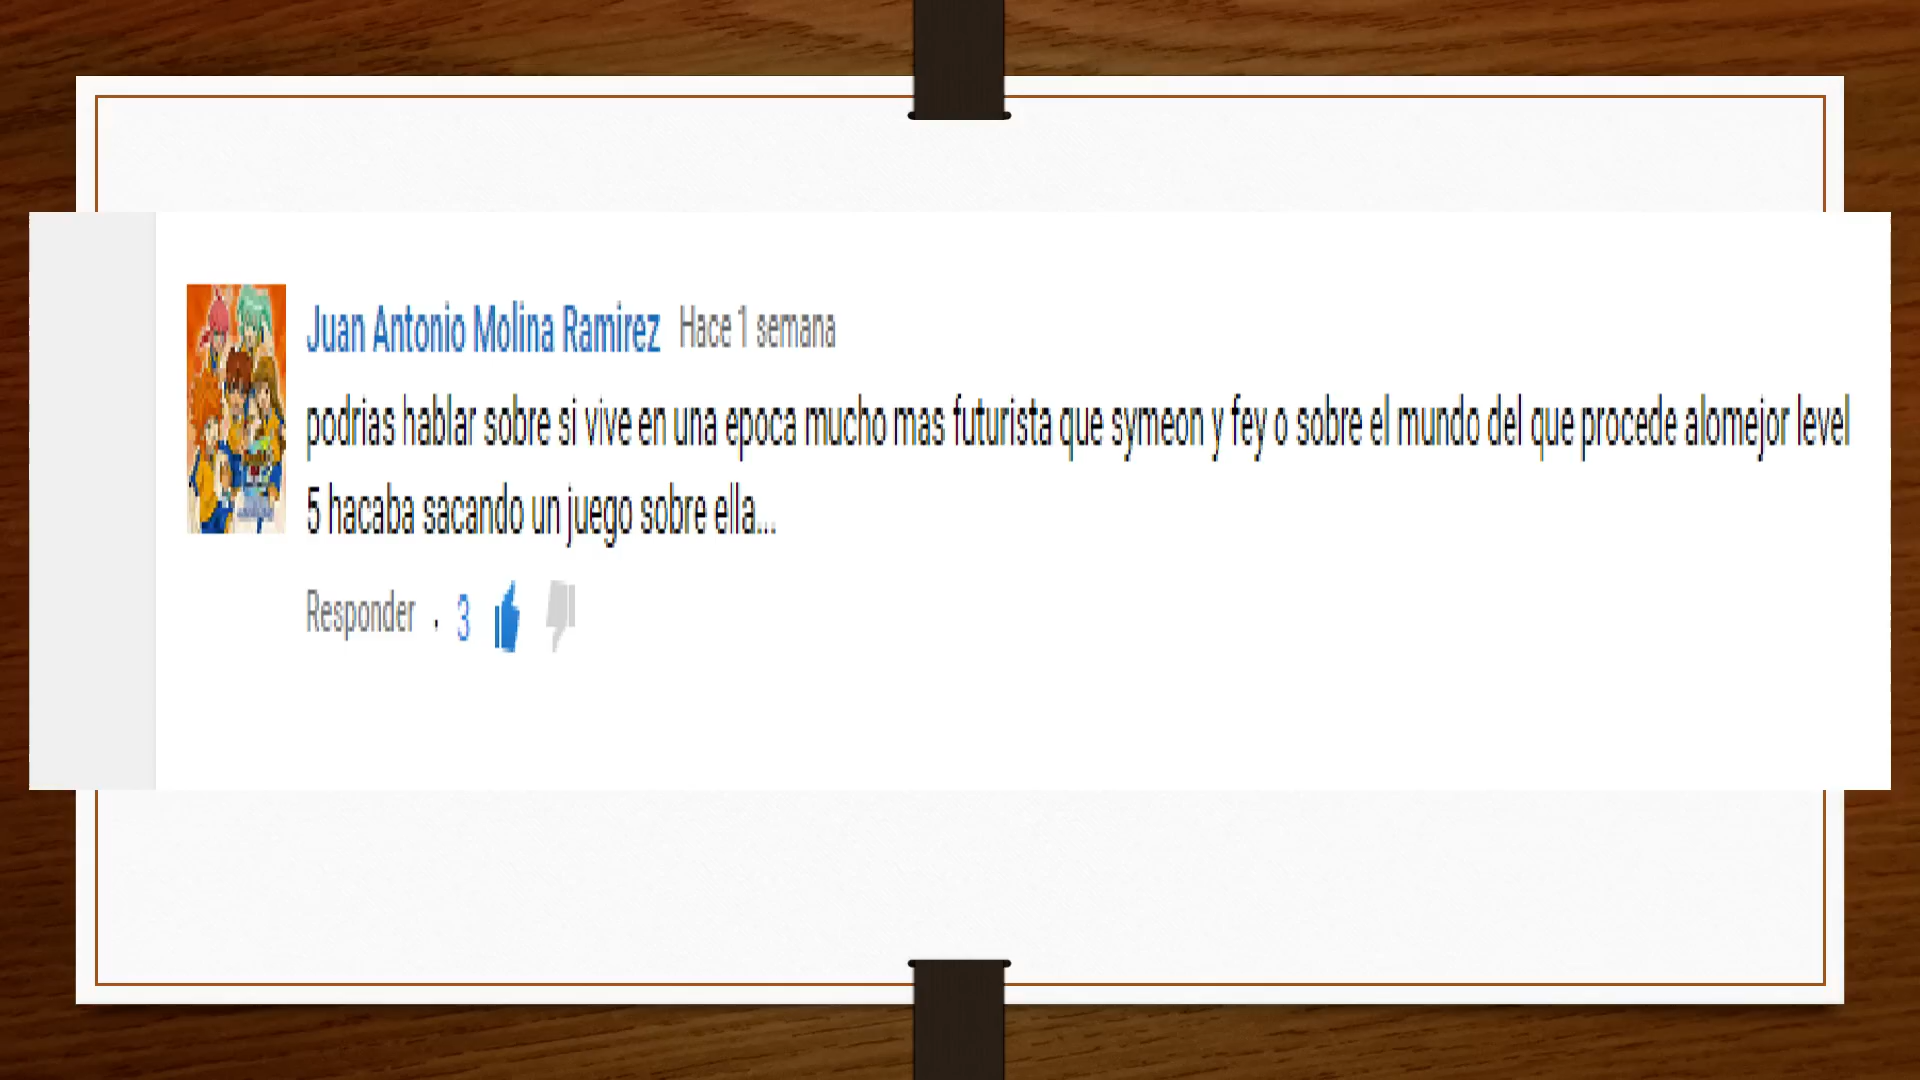 Juan Antonio Molina Ramirez Hace 1 semana
podrias hablar sobre si vive en una epoca mucho mas futurista que symeon y fey o sobre el mundo del que procede alomejor level
5 hacaba sacando un juego sobre ella...
Responder · 3